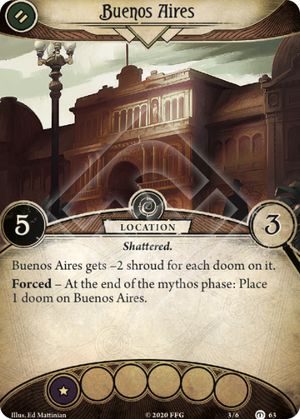 Buenos Aires
5
LOCATION
3
Shattered.
Buenos Aires gets –2 shroud for each doom on it.
Forced – At the end of the mythos phase: Place
1 doom on Buenos Aires.
Illus. Ed Mattinian
© 2020 FFG
3/6
63